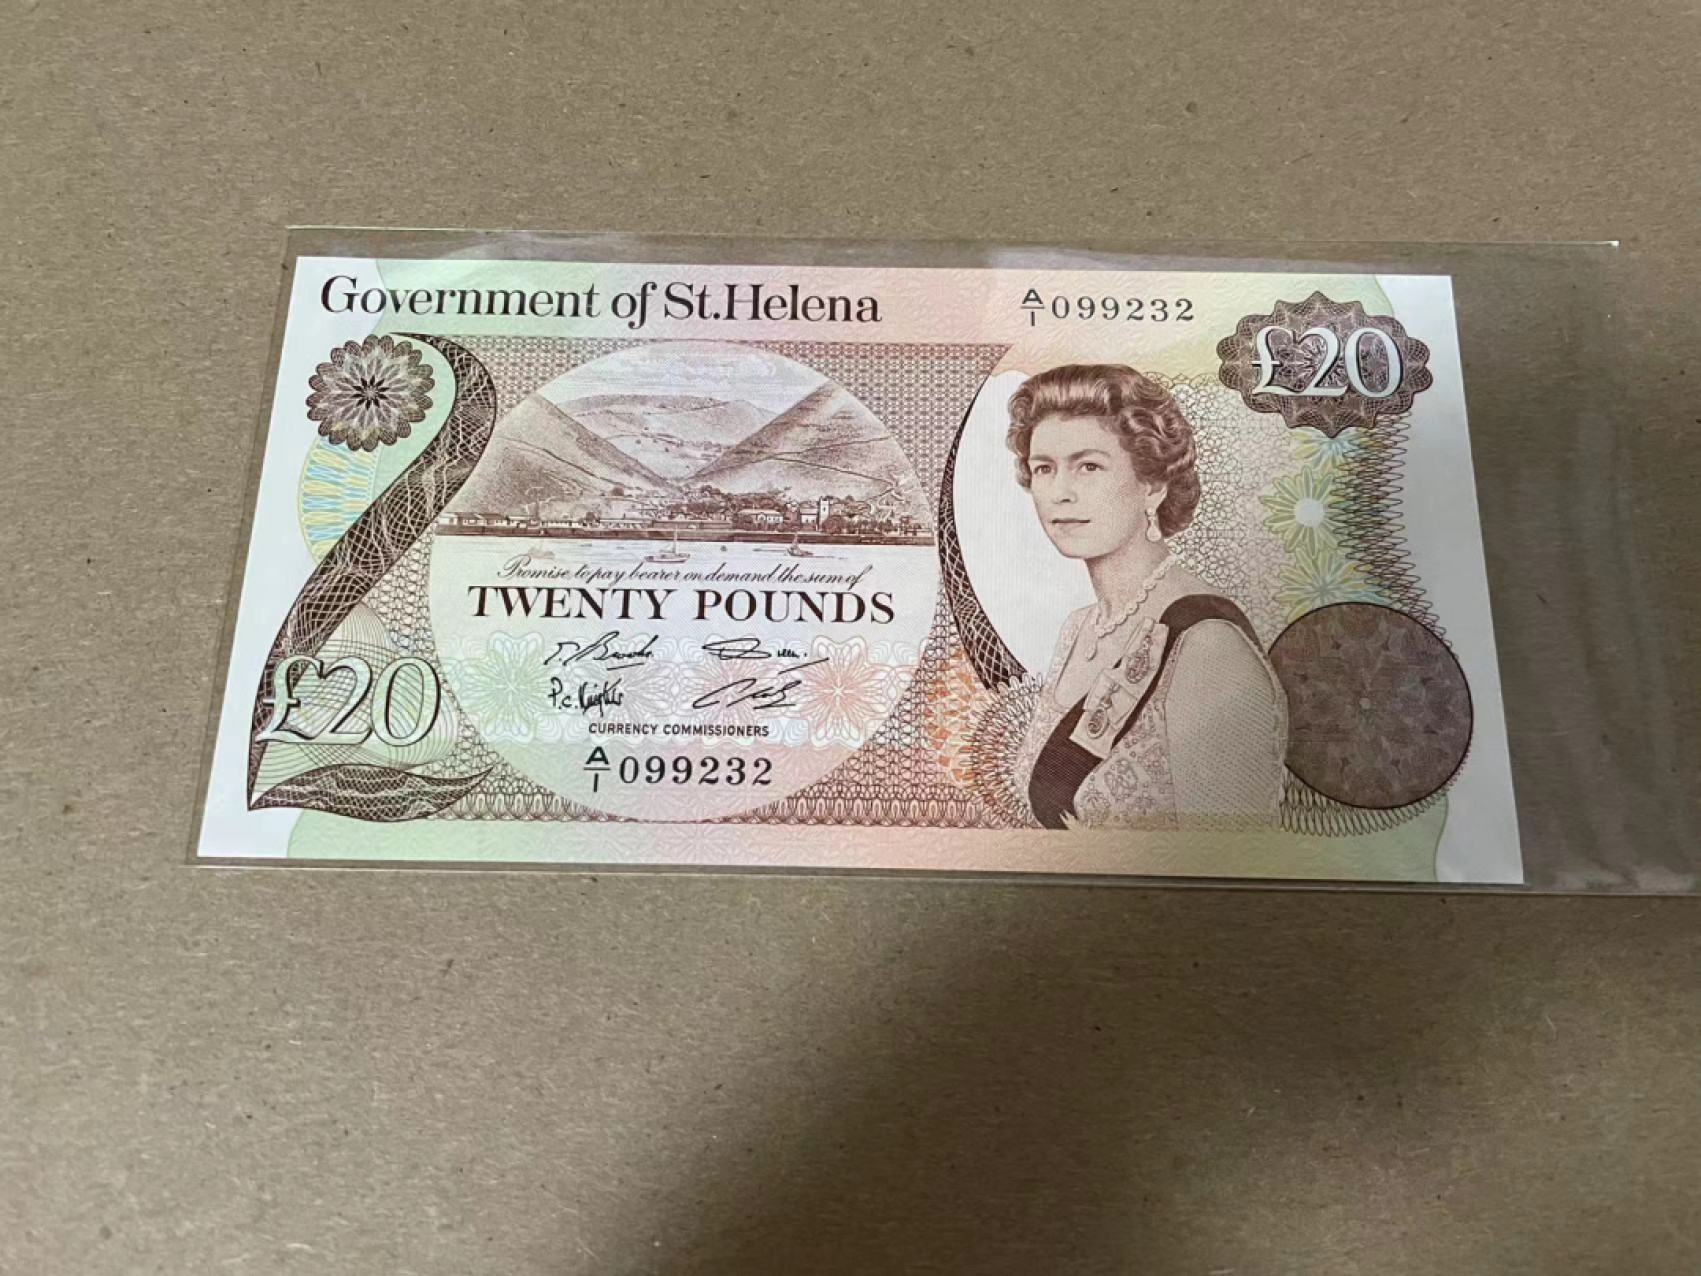 Government of St.Helena
A/1 099232
£20
Promise to pay bearer on demand the sum of
TWENTY POUNDS
£20
CURRENCY COMMISSIONERS
A/1 099232